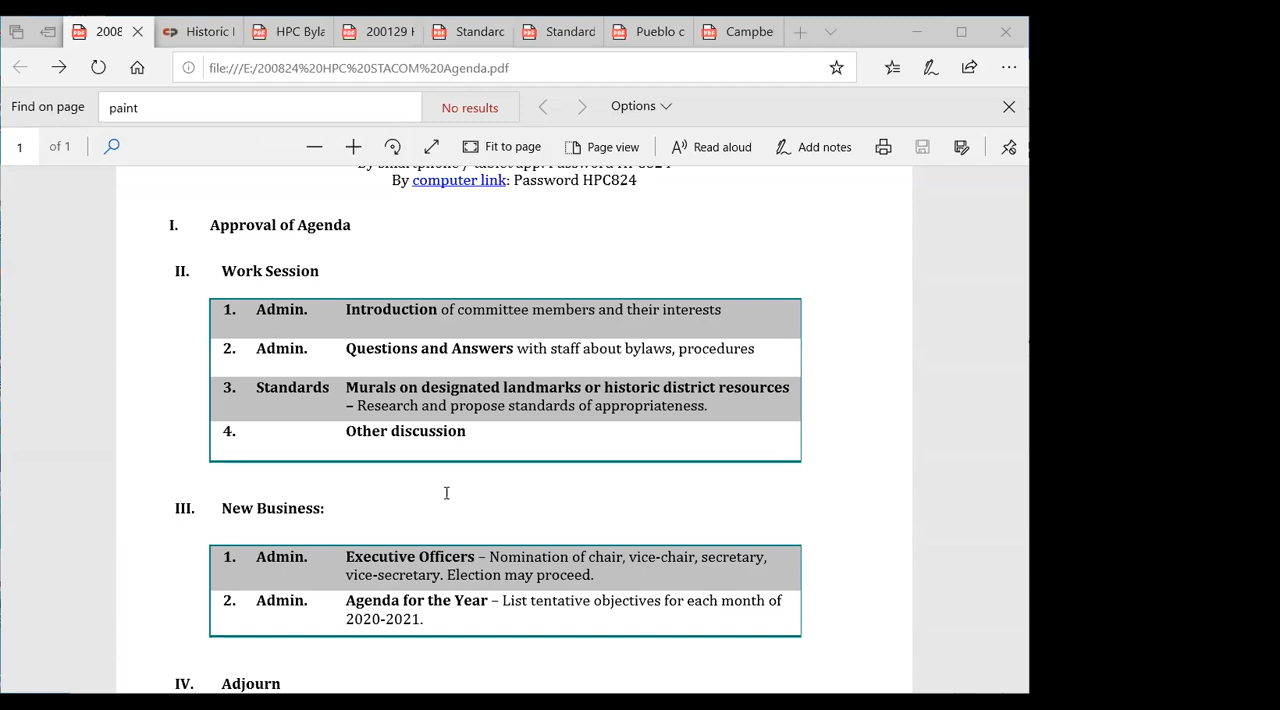 2008
Historic
HPC Byla
200129
Standarc
Standard
Pueblo c
Campbe
file:///E:/200824%20HPC%20STACOM%20Agenda.pdf
Find on page
paint
No results
Options
1 of 1
Fit to page
Page view
Read aloud
Add notes
By smartphone / tablet app: Password HPC824
By computer link: Password HPC824
I. Approval of Agenda
II. Work Session
1. Admin. Introduction of committee members and their interests
2. Admin. Questions and Answers with staff about bylaws, procedures
3. Standards Murals on designated landmarks or historic district resources
– Research and propose standards of appropriateness.
4. Other discussion
III. New Business:
1. Admin. Executive Officers – Nomination of chair, vice-chair, secretary,
vice-secretary. Election may proceed.
2. Admin. Agenda for the Year – List tentative objectives for each month of
2020-2021.
IV. Adjourn